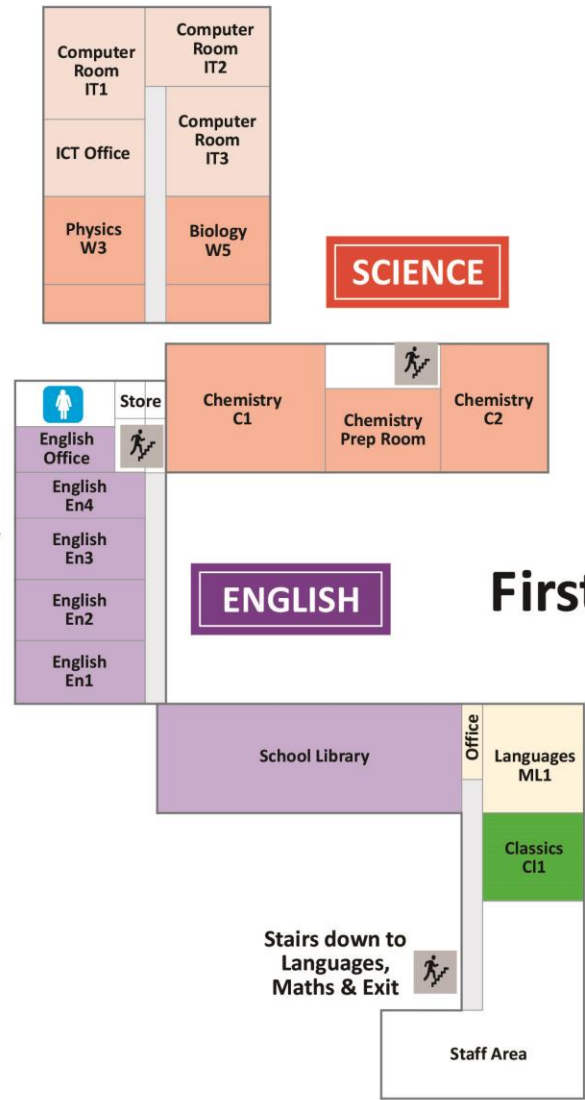 Computer
Room
IT1
Computer
Room
IT2
ICT Office
Computer
Room
IT3
Physics
W3
Biology
W5
SCIENCE
Store
Chemistry
C1
Chemistry
Prep Room
Chemistry
C2
English
Office
English
En4
English
En3
English
En2
English
En1
ENGLISH
First
School Library
Office
Languages
ML1
Classics
Cl1
Stairs down to
Languages,
Maths & Exit
Staff Area